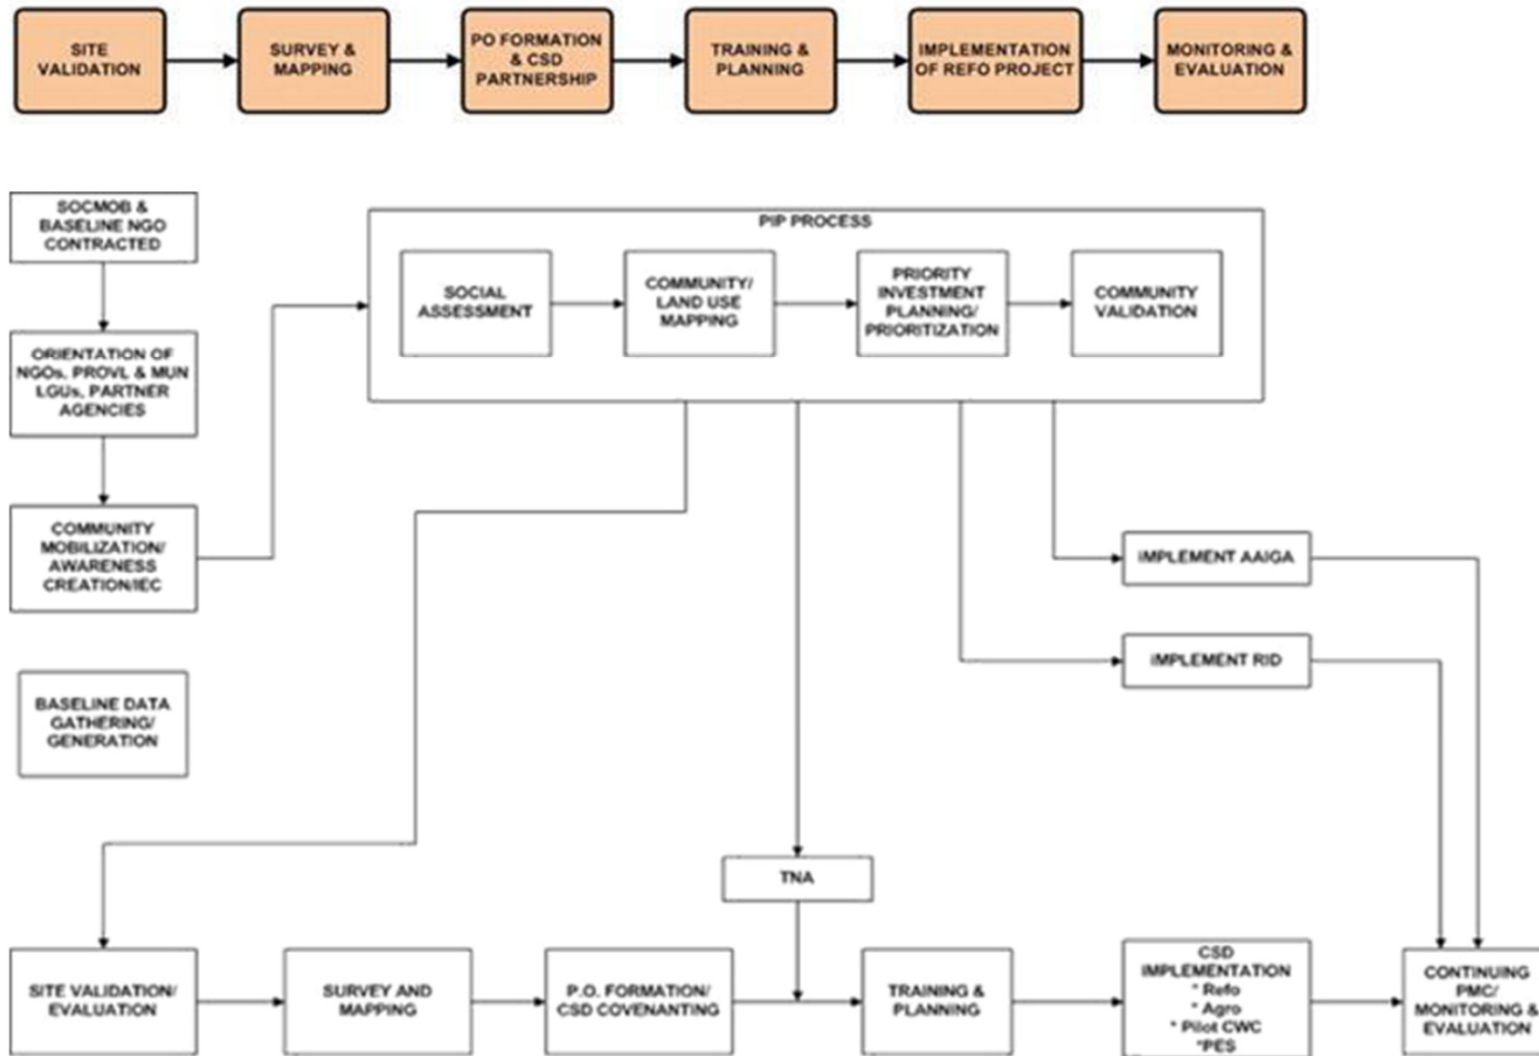 SITE
VALIDATION
SURVEY &
MAPPING
PO FORMATION
& CSD
PARTNERSHIP
TRAINING &
PLANNING
IMPLEMENTATION
OF REFO PROJECT
MONITORING &
EVALUATION
SOCMOB &
BASELINE NGO
CONTRACTED
ORIENTATION OF
NGOs, PROVL & MUN
LGUs, PARTNER
AGENCIES
COMMUNITY
MOBILIZATION/
AWARENESS
CREATION/IEC
BASELINE DATA
GATHERING/
GENERATION
PIP PROCESS
SOCIAL
ASSESSMENT
COMMUNITY/
LAND USE
MAPPING
PRIORITY
INVESTMENT
PLANNING/
PRIORITIZATION
COMMUNITY
VALIDATION
IMPLEMENT AAIGA
IMPLEMENT RID
TNA
SITE VALIDATION/
EVALUATION
SURVEY AND
MAPPING
P.O. FORMATION/
CSD COVENANTING
TRAINING &
PLANNING
CSD
IMPLEMENTATION
* Refo
* Agro
* Pilot CWC
*PES
CONTINUING
PMC/
MONITORING &
EVALUATION